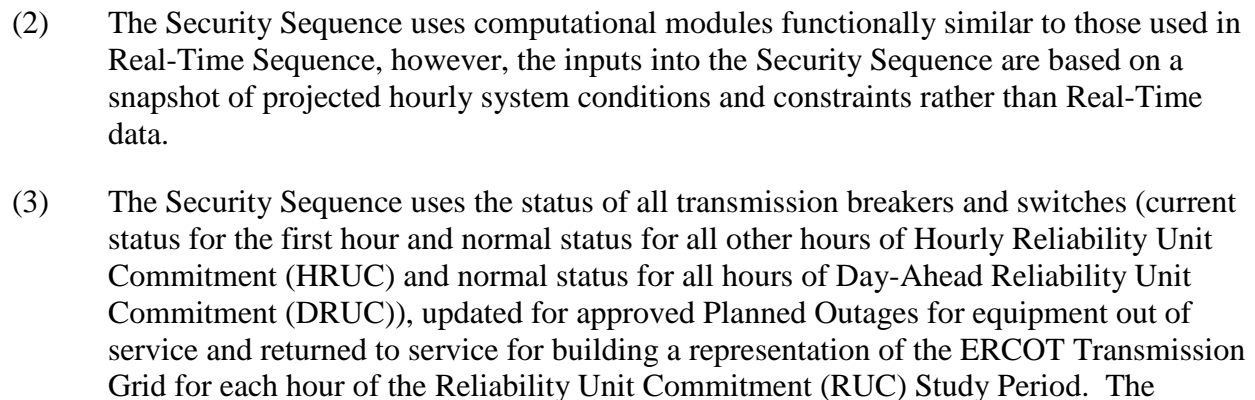 (2) The Security Sequence uses computational modules functionally similar to those used in
Real-Time Sequence, however, the inputs into the Security Sequence are based on a
snapshot of projected hourly system conditions and constraints rather than Real-Time
data.
(3) The Security Sequence uses the status of all transmission breakers and switches (current
status for the first hour and normal status for all other hours of Hourly Reliability Unit
Commitment (HRUC) and normal status for all hours of Day-Ahead Reliability Unit
Commitment (DRUC)), updated for approved Planned Outages for equipment out of
service and returned to service for building a representation of the ERCOT Transmission
Grid for each hour of the Reliability Unit Commitment (RUC) Study Period.  The